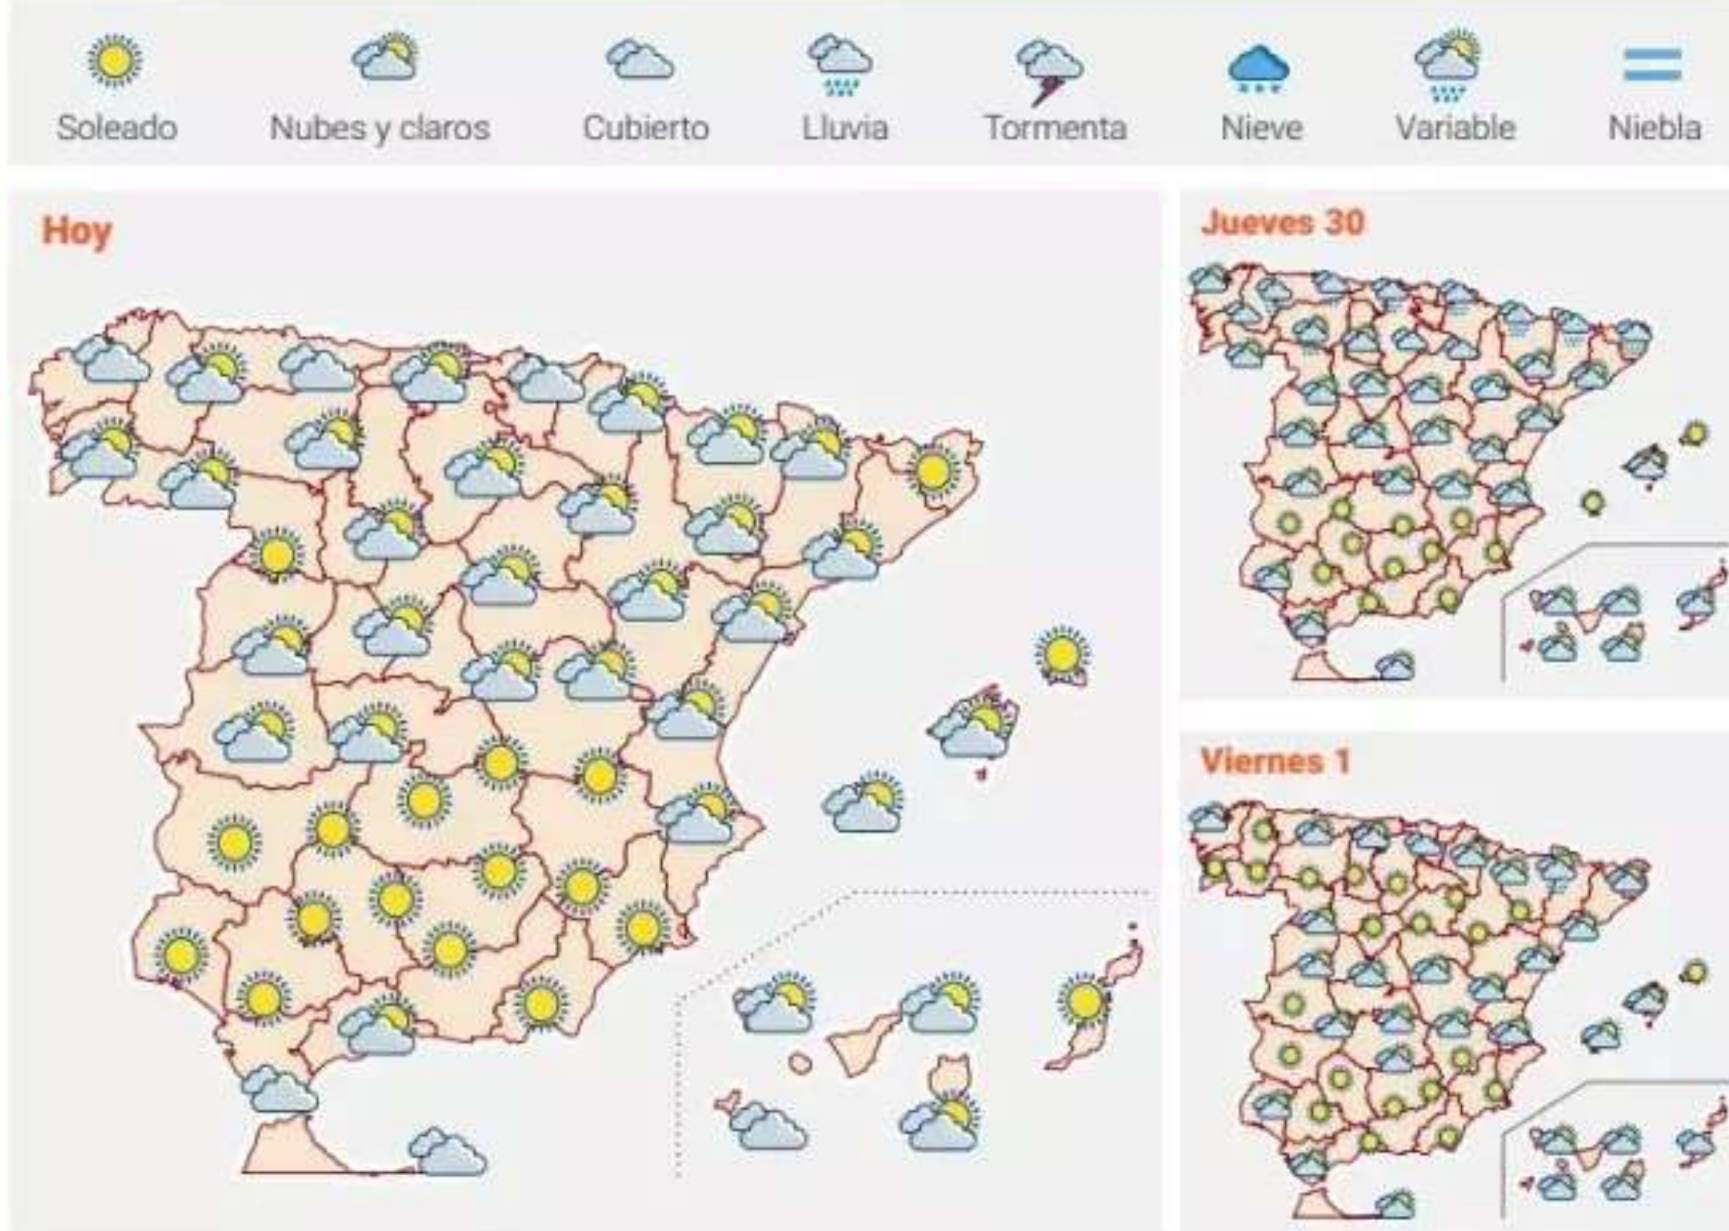 Soleado Nubes y claros Cubierto Lluvia Tormenta Nieve Variable Niebla
Hoy
Jueves 30
Viernes 1